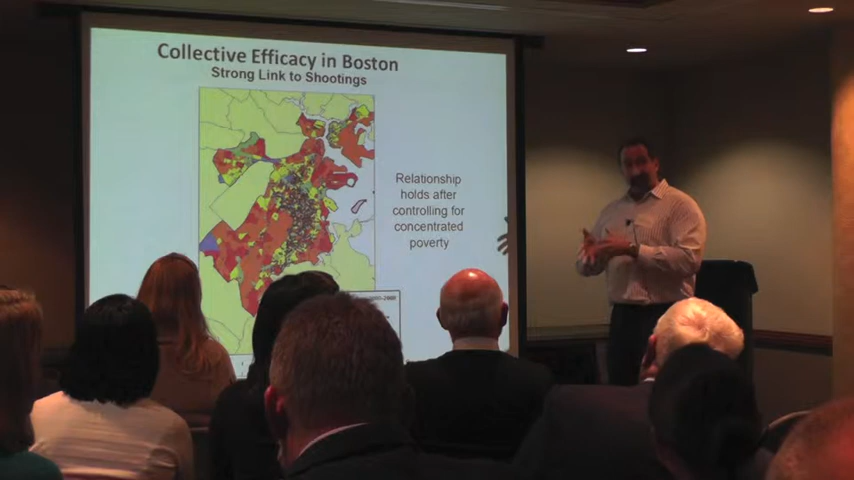 Collective Efficacy in Boston
Strong Link to Shootings
Relationship
holds after
controlling for
concentrated
poverty